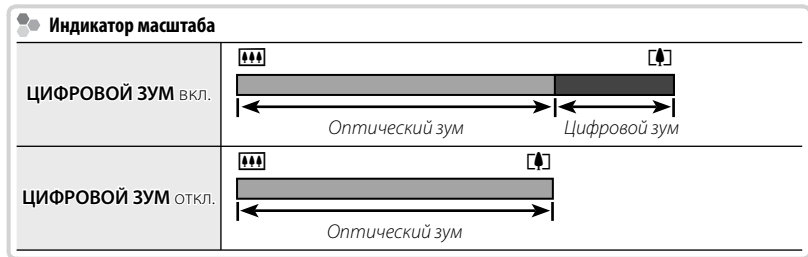 Индикатор масштаба
ЦИФРОВОЙ ЗУМ ВКЛ.
Оптический зум
Цифровой зум
ЦИФРОВОЙ ЗУМ ОТКЛ.
Оптический зум